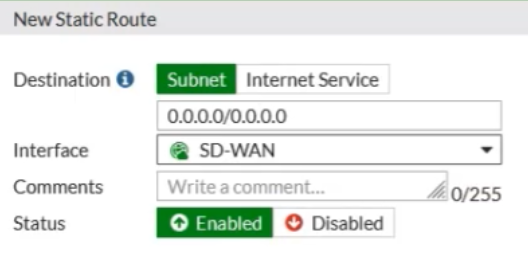 New Static Route
Destination Subnet Internet Service
0.0.0.0/0.0.0.0
Interface SD-WAN
Comments Write a comment... 0/255
Status Enabled Disabled